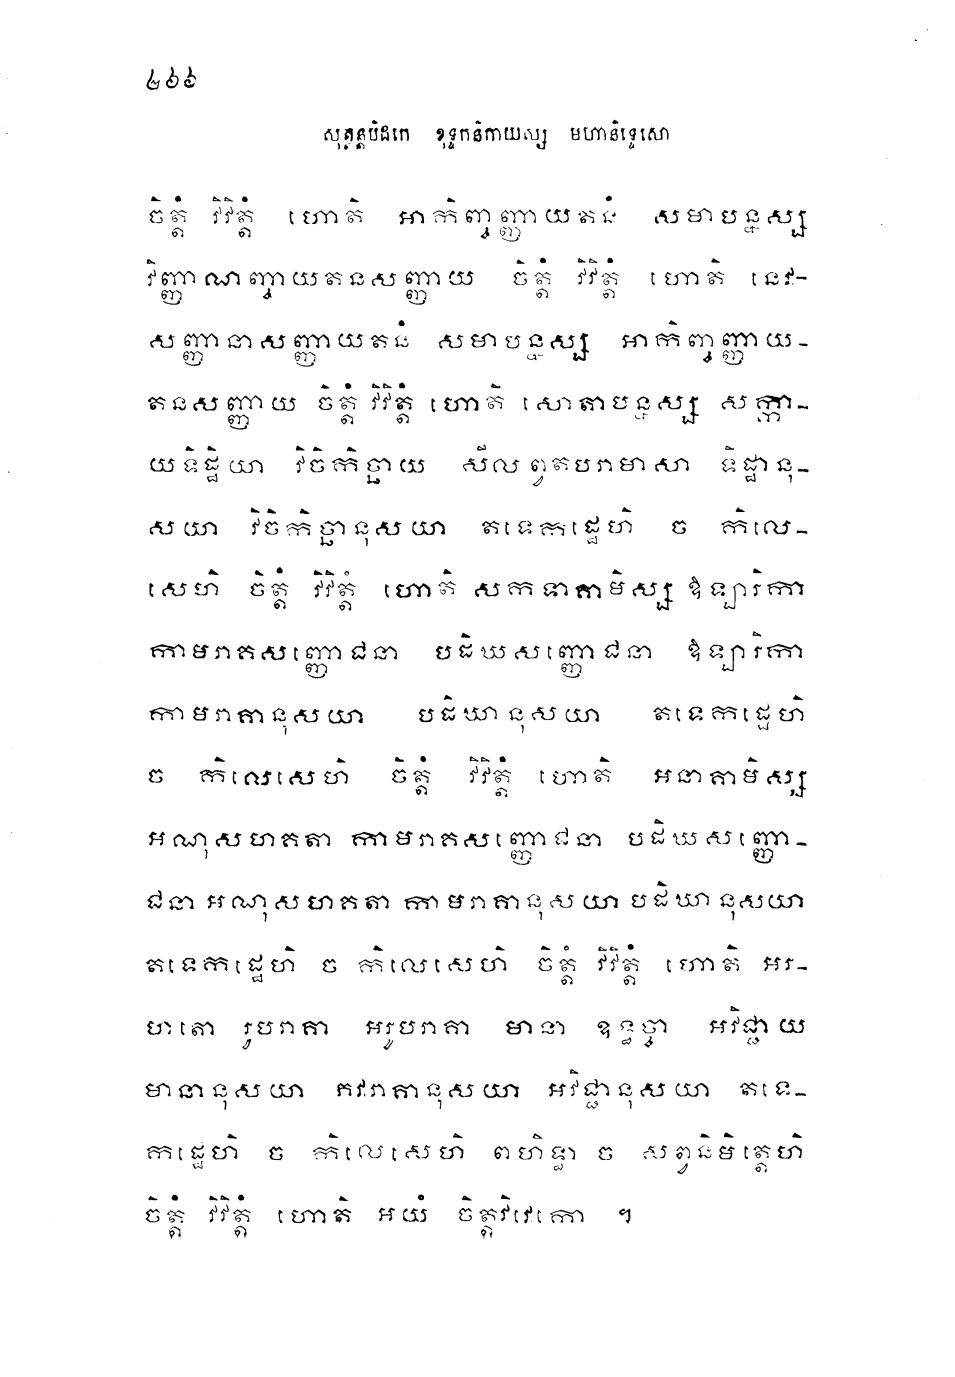 ២៦៦
សុត្តន្តបិដកេ ខុទ្ទកនិកាយស្ស មហានិទ្ទេសោ
ចិត្តំ វិវិត្តំ ហោតិ អាកិញ្ចញ្ញាយតនំ សមាបន្នស្ស
វិញ្ញាណញ្ចាយតនសញ្ញាយ ចិត្តំ វិវិត្តំ ហោតិ នេវ-
សញ្ញានាសញ្ញាយតនំ សមាបន្នស្ស អាកិញ្ចញ្ញាយ-
តនសញ្ញាយ ចិត្តំ វិវិត្តំ ហោតិ សោតាបន្នស្ស សក្កា-
យទិដ្ឋិយា វិចិកិច្ឆាយ សីលព្វតបរាមាសា ទិដ្ឋានុ-
សយា វិចិកិច្ឆានុសយា តទេកដ្ឋេហិ ច កិលេ-
សេហិ ចិត្តំ វិវិត្តំ ហោតិ សកទាគាមិស្ស ឱឡារិកា
កាមរាគសញ្ញោជនា បដិឃសញ្ញោជនា ឱឡារិកា
កាមរាគានុសយា បដិឃានុសយា តទេកដ្ឋេហិ
ច កិលេសេហិ ចិត្តំ វិវិត្តំ ហោតិ អនាគាមិស្ស
អណុសហគតា កាមរាគសញ្ញោជនា បដិឃសញ្ញោ-
ជនា អណុសហគតា កាមរាគានុសយា បដិឃានុសយា
តទេកដ្ឋេហិ ច កិលេសេហិ ចិត្តំ វិវិត្តំ ហោតិ អរ-
ហតោ រូបរាគា អរូបរាគា មានា ឧទ្ធច្ចា អវិជ្ជាយ
មានានុសយា ភវរាគានុសយា អវិជ្ជានុសយា តទេ-
កដ្ឋេហិ ច កិលេសេហិ ពហិទ្ធា ច សព្វនិមិត្តេហិ
ចិត្តំ វិវិត្តំ ហោតិ អយំ ចិត្តវិវេកោ ។